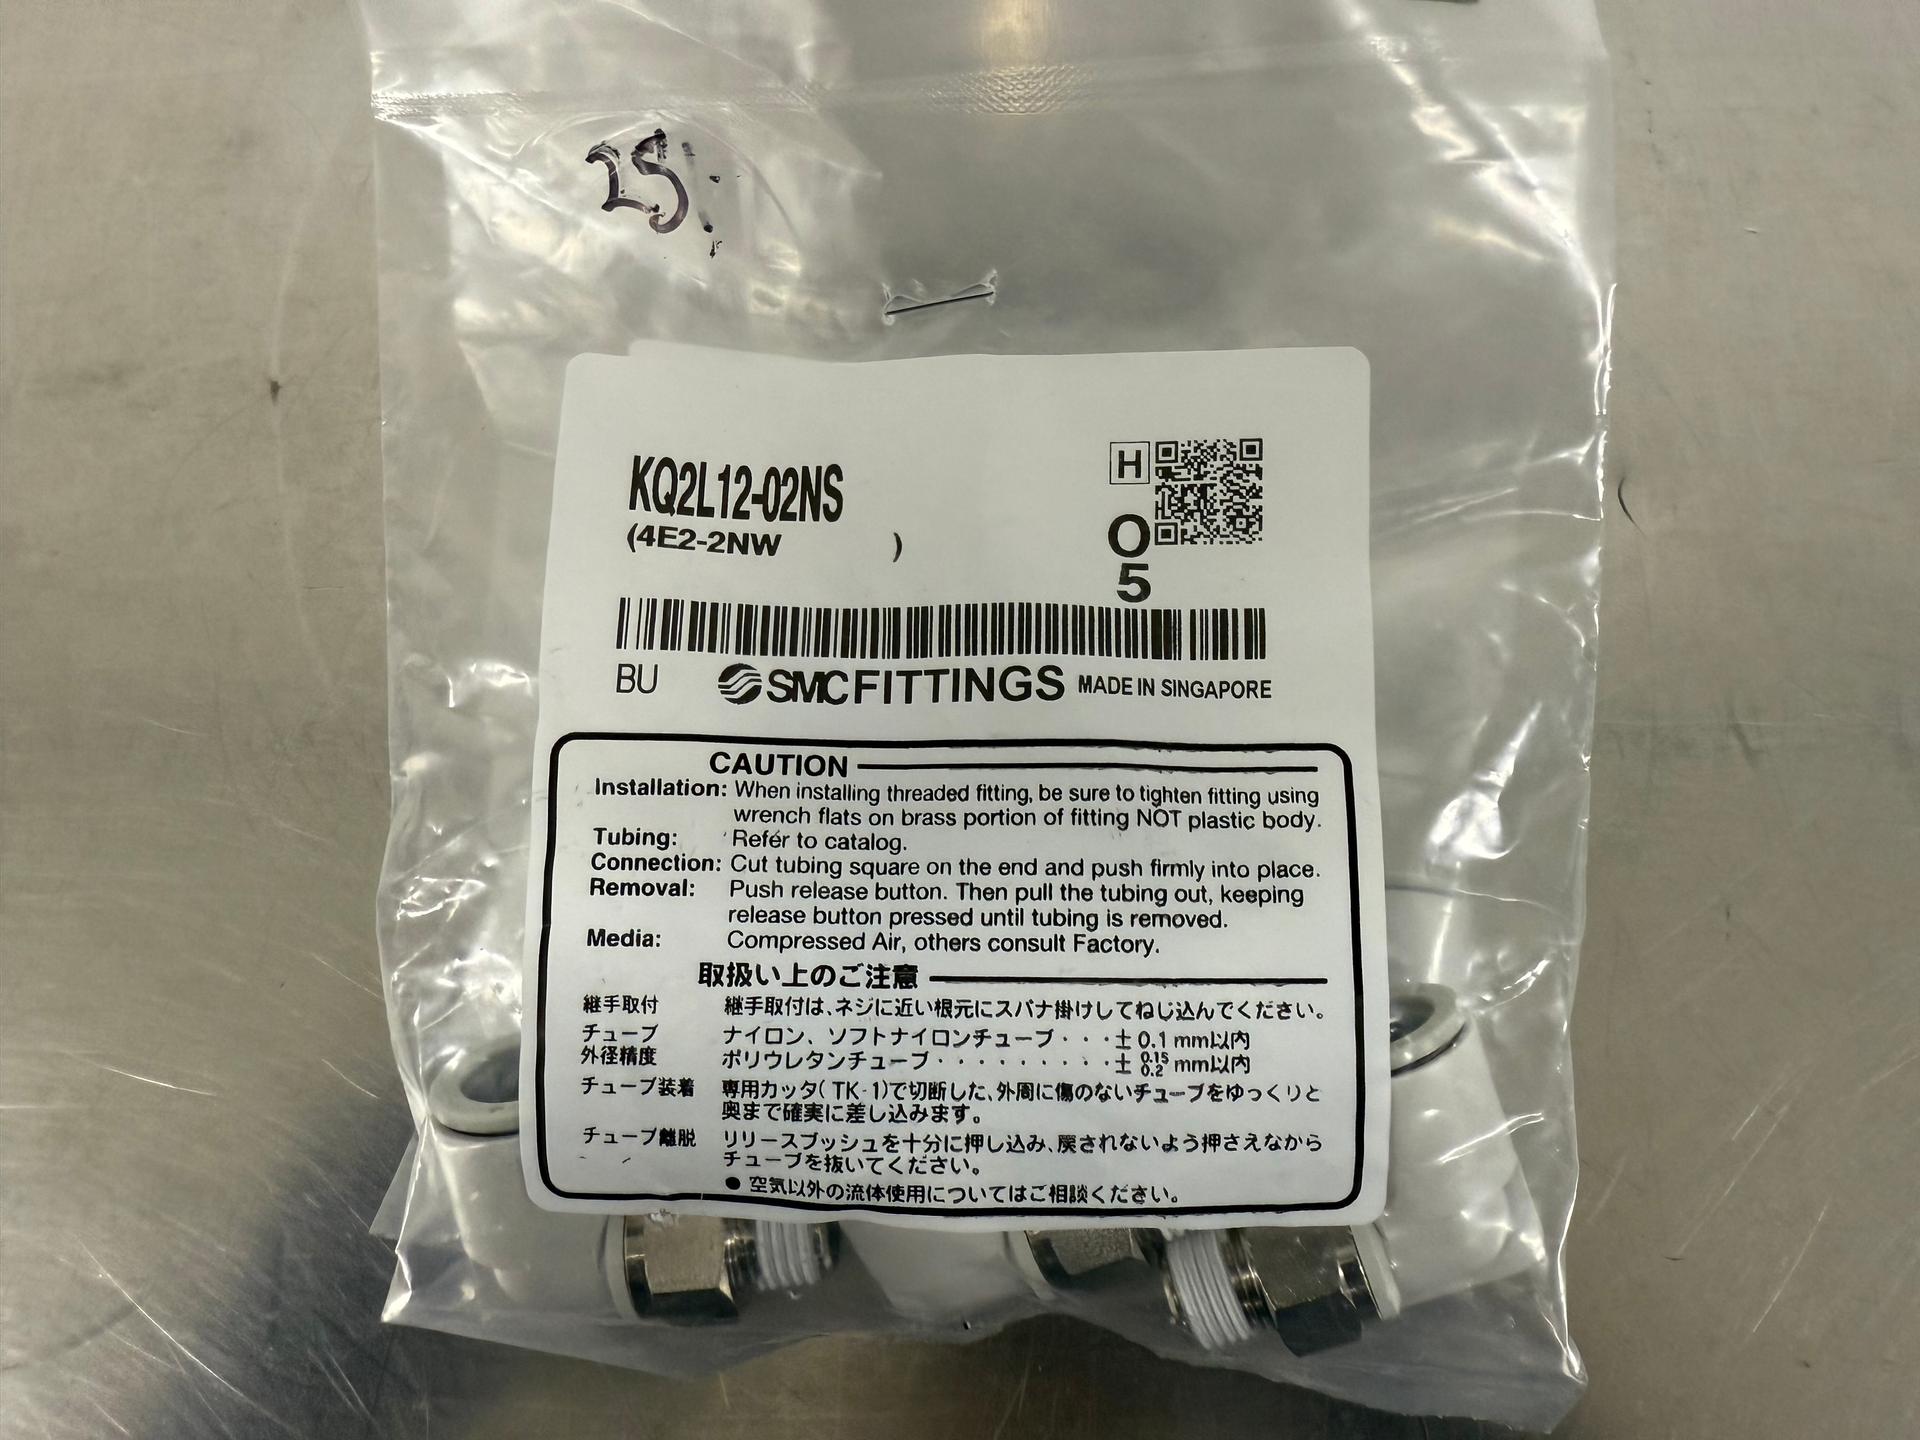 25
KQ2L12-02NS
(4E2-2NW )
H
0
5
BU SMC FITTINGS MADE IN SINGAPORE
CAUTION
Installation: When installing threaded fitting, be sure to tighten fitting using
wrench flats on brass portion of fitting NOT plastic body.
Tubing: Refer to catalog.
Connection: Cut tubing square on the end and push firmly into place.
Removal: Push release button. Then pull the tubing out, keeping
release button pressed until tubing is removed.
Media: Compressed Air, others consult Factory.
取扱い上のご注意
継手取付 継手取付は、ネジに近い根元にスパナ掛けしてねじ込んでください。
チューブ ナイロン、ソフトナイロンチューブ・・・± 0.1 mm以内
外径精度 ポリウレタンチューブ・・・・・・・・・± 0.15 0.2 mm以内
チューブ装着 専用カッタ(TK-1)で切断した、外周に傷のないチューブをゆっくりと
奥まで確実に差し込みます。
チューブ離脱 リリースブッシュを十分に押し込み、戻されないよう押さえながら
チューブを抜いてください。
● 空気以外の流体使用についてはご相談ください。